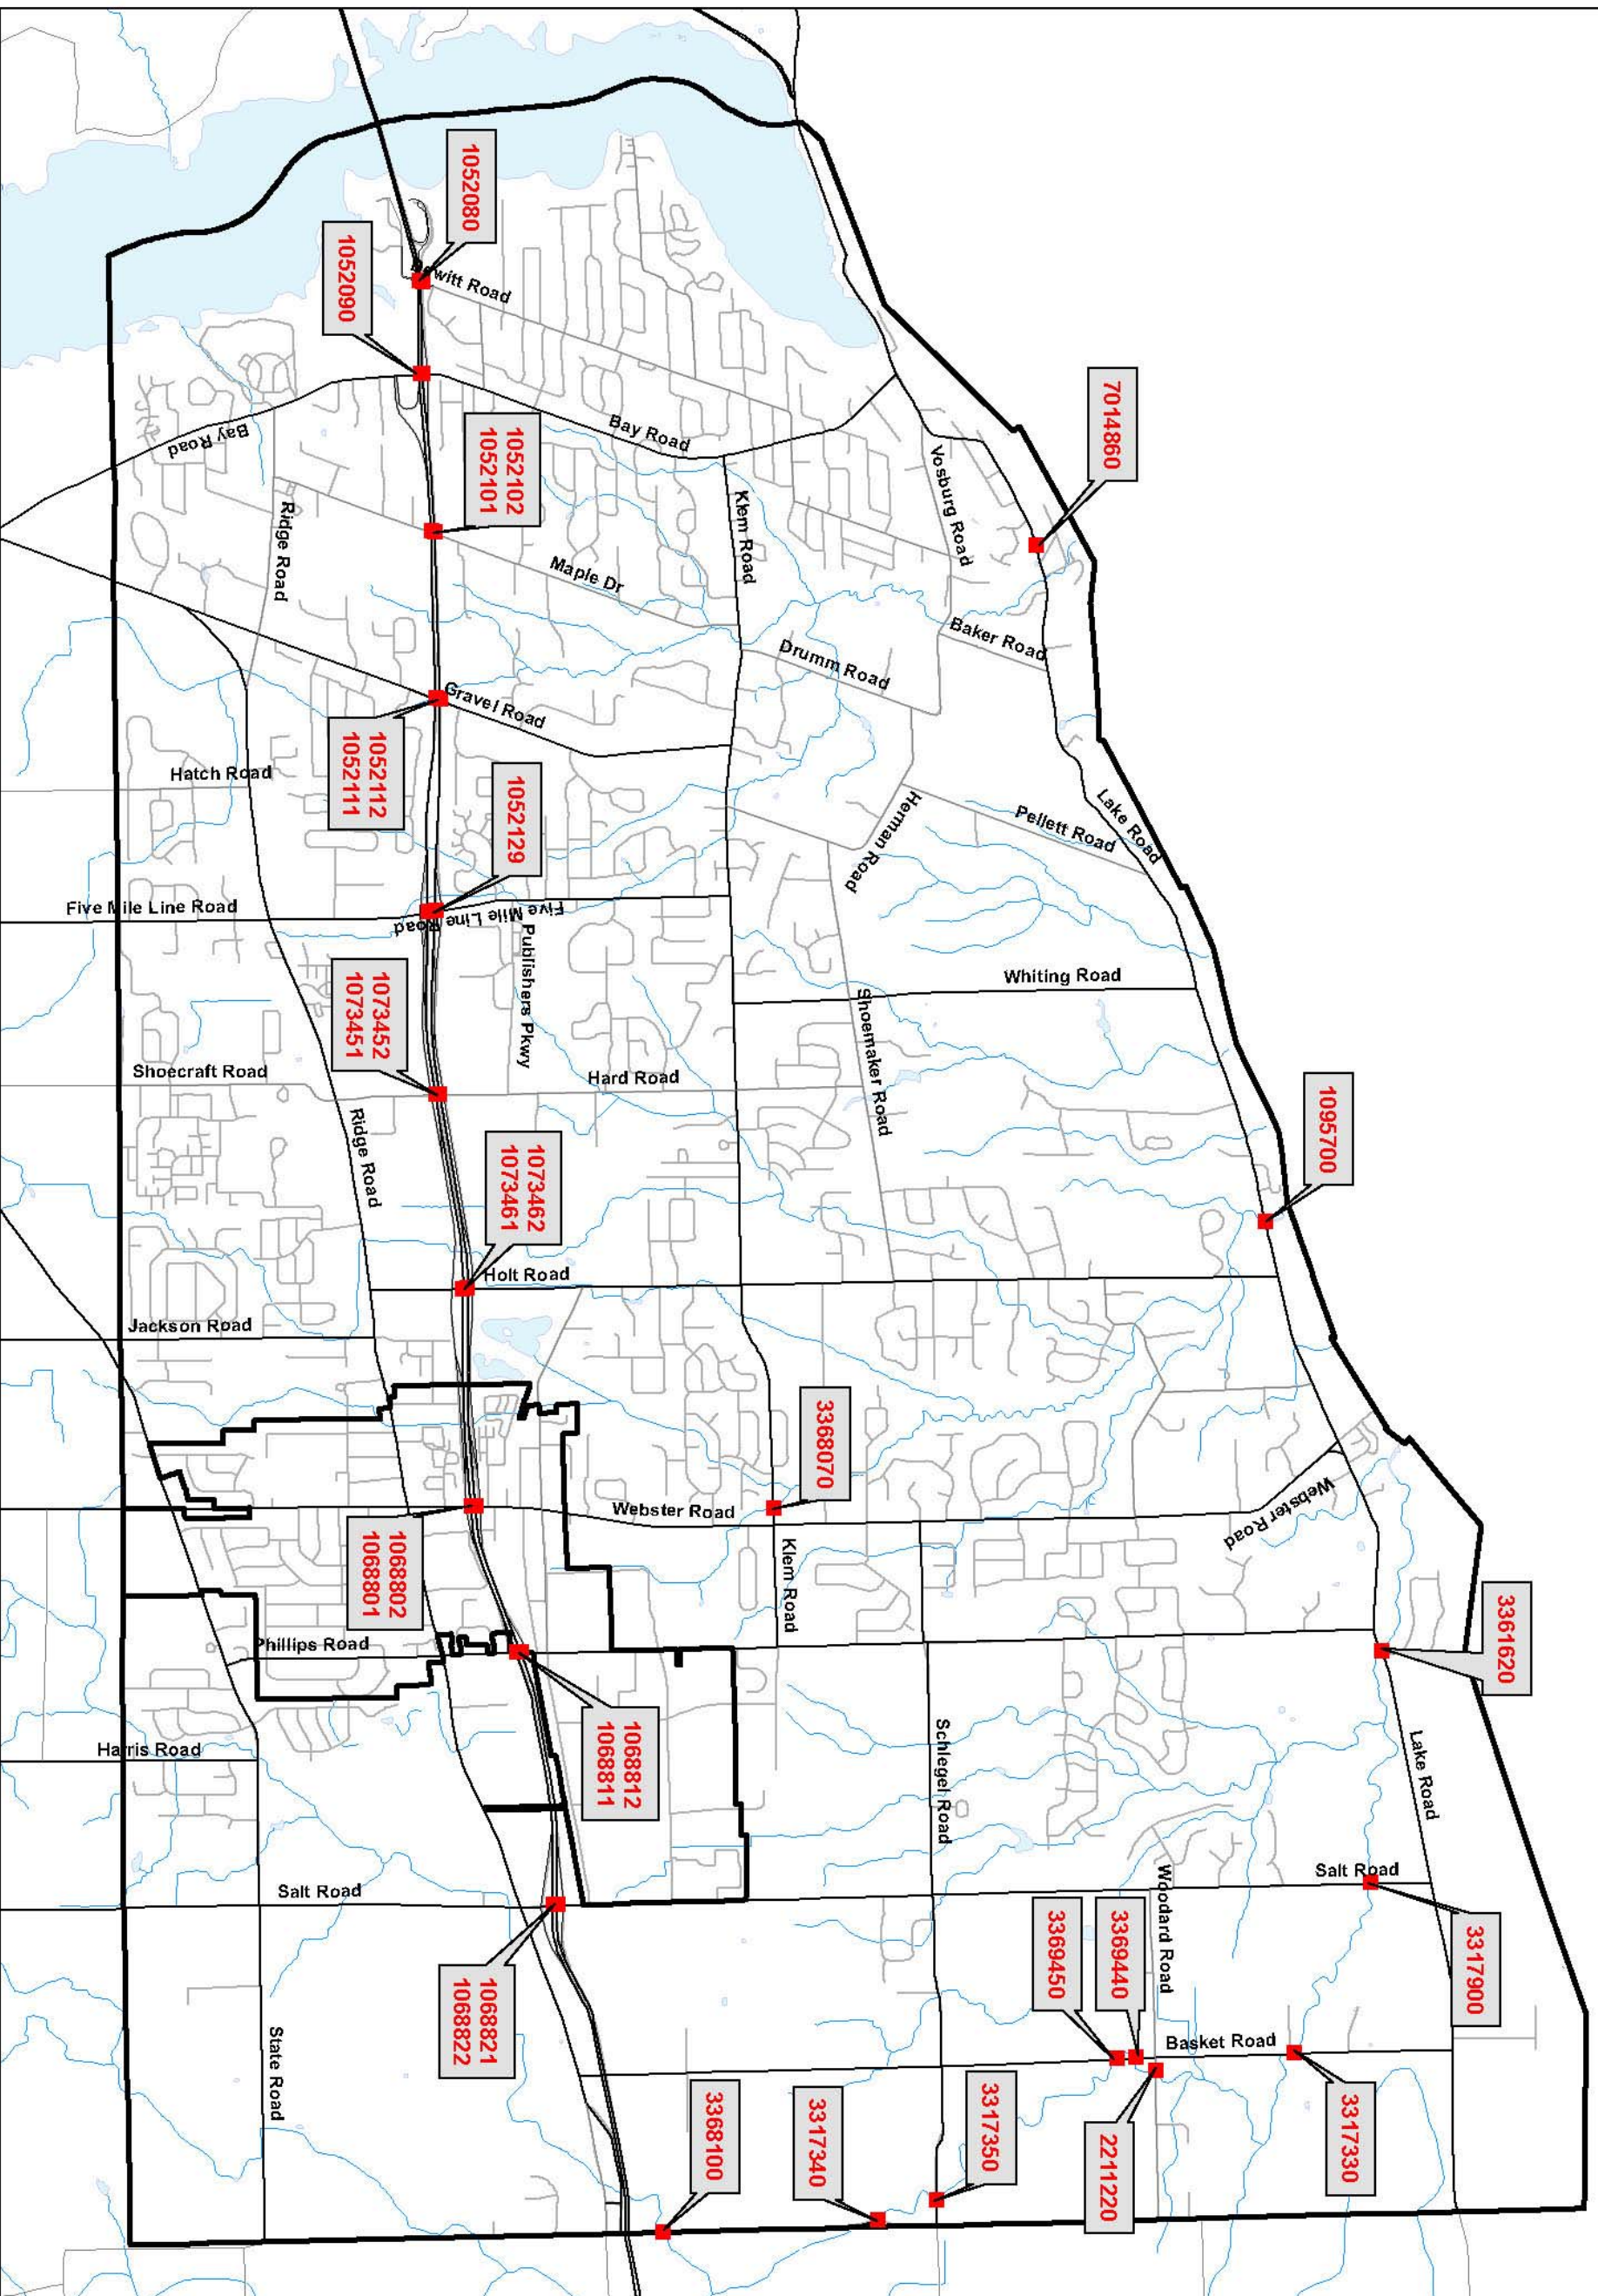 1052080
Dewitt Road
1052090
7014860
Bay Road
Bay Road
1052102
1052101
Vosburg Road
Klem Road
Ridge Road
Maple Dr
Baker Road
Drumm Road
Gravel Road
1052112
1052111
Hatch Road
1052129
Herman Road
Pellett Road
Lake Road
Five Mile Line Road
Five Mile Line Road
Publishers Pkwy
Whiting Road
1073452
1073451
Shoemaker Road
Shoecraft Road
Hard Road
Ridge Road
1095700
1073462
1073461
Holt Road
Jackson Road
3368070
Webster Road
Webster Road
1068802
1068801
Klem Road
3361620
Phillips Road
1068812
1068811
Harris Road
Schlegel Road
Lake Road
Salt Road
Salt Road
Woodard Road
3317900
3369440
3369450
1068821
1068822
State Road
Basket Road
3317330
2211220
3317350
3317340
3368100